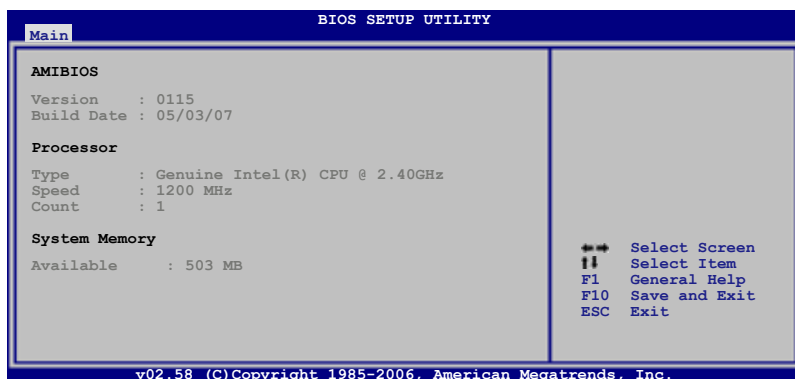 BIOS SETUP UTILITY
Main
AMIBIOS
Version : 0115
Build Date : 05/03/07
Processor
Type : Genuine Intel(R) CPU @ 2.40GHz
Speed : 1200 MHz
Count : 1
System Memory
Available : 503 MB
←→ Select Screen
↑↓ Select Item
F1 General Help
F10 Save and Exit
ESC Exit
v02.58 (C)Copyright 1985-2006, American Megatrends, Inc.